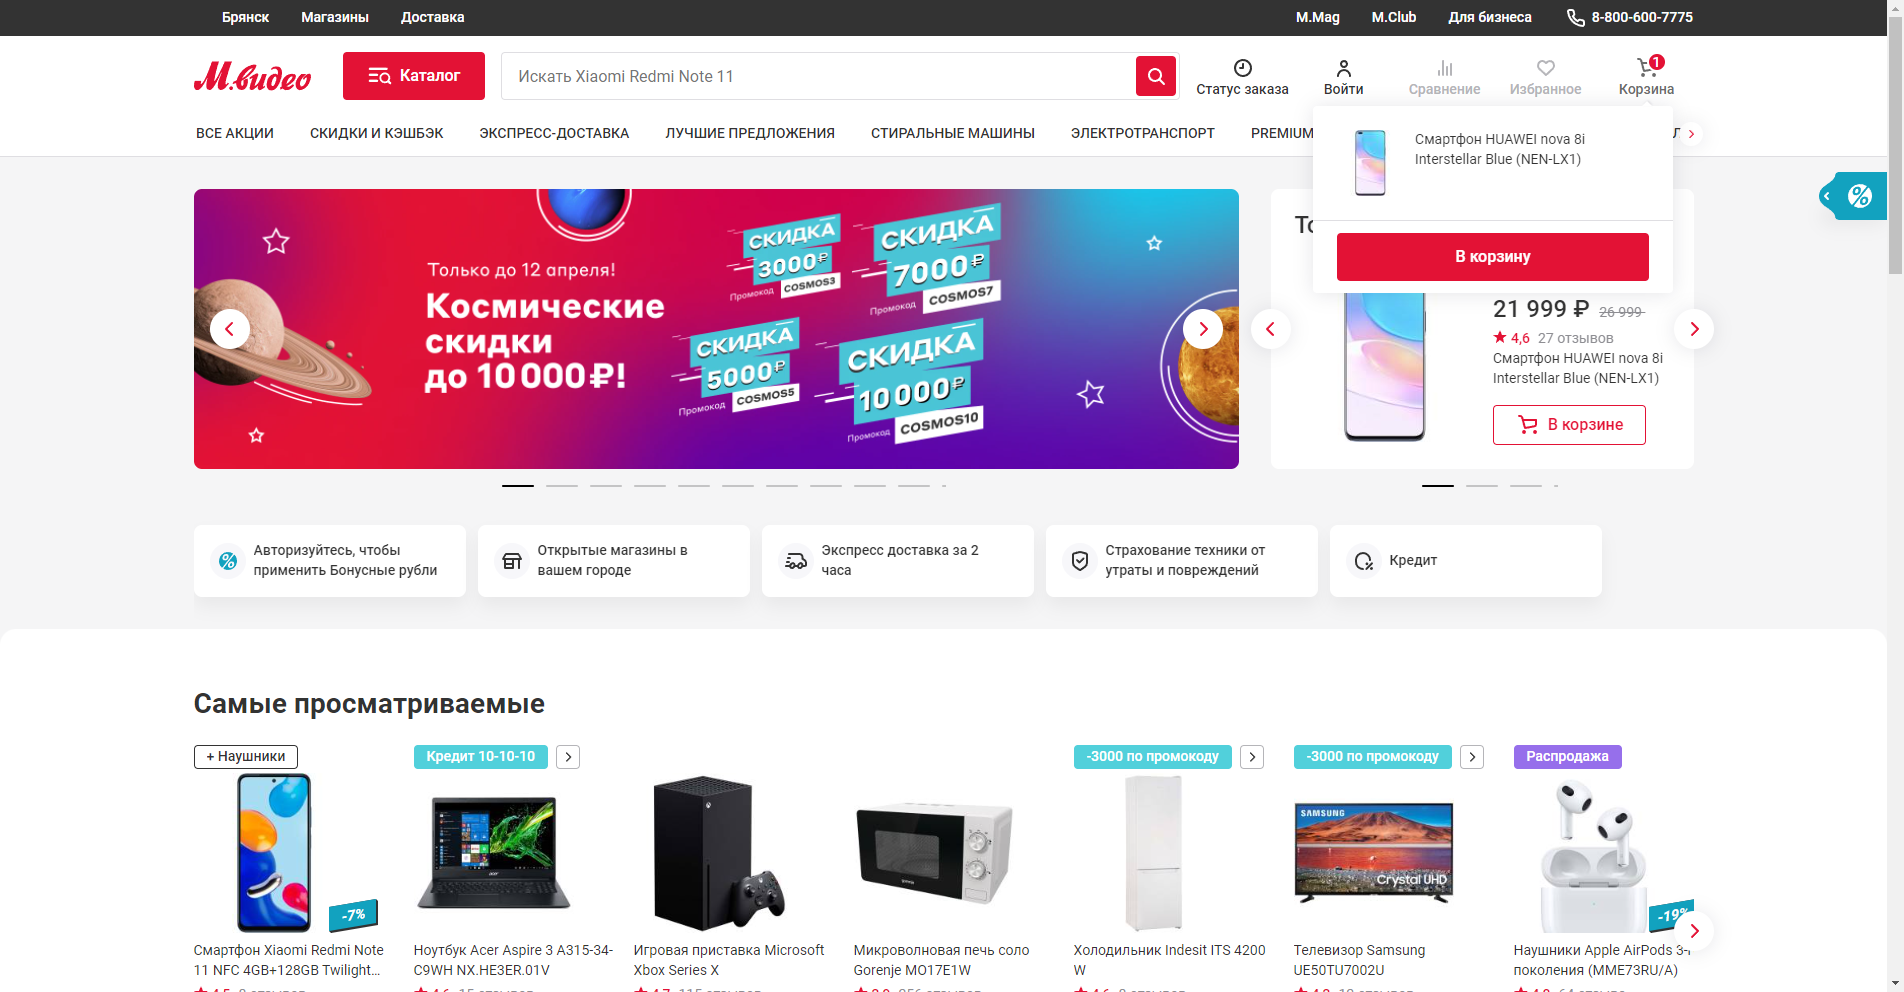 Брянск
Магазины
Доставка
M.Mag
M.Club
Для бизнеса
8-800-600-7775
М.видео
Каталог
Искать Xiaomi Redmi Note 11
Статус заказа
Войти
Сравнение
Избранное
1
Корзина
ВСЕ АКЦИИ
СКИДКИ И КЭШБЭК
ЭКСПРЕСС-ДОСТАВКА
ЛУЧШИЕ ПРЕДЛОЖЕНИЯ
СТИРАЛЬНЫЕ МАШИНЫ
ЭЛЕКТРОТРАНСПОРТ
PREMIUM
Смартфон HUAWEI nova 8i
Interstellar Blue (NEN-LX1)
В корзину
Только до 12 апреля!
Космические
скидки
до 10 000 ₽!
СКИДКА
3000₽
Промокод COSMOS3
СКИДКА
7000₽
Промокод COSMOS7
СКИДКА
5000₽
Промокод COSMOS5
СКИДКА
10 000₽
Промокод COSMOS10
21 999 ₽ 26 999
4,6 27 отзывов
Смартфон HUAWEI nova 8i
Interstellar Blue (NEN-LX1)
В корзине
Авторизуйтесь, чтобы
применить Бонусные рубли
Открытые магазины в
вашем городе
Экспресс доставка за 2
часа
Страхование техники от
утраты и повреждений
Кредит
Самые просматриваемые
+ Наушники
Кредит 10-10-10
-3000 по промокоду
-3000 по промокоду
Распродажа
SAMSUNG
Crystal UHD
-7%
-19%
Смартфон Xiaomi Redmi Note
11 NFC 4GB+128GB Twilight...
Ноутбук Acer Aspire 3 A315-34-
C9WH NX.HE3ER.01V
Игровая приставка Microsoft
Xbox Series X
Микроволновая печь соло
Gorenje MO17E1W
Холодильник Indesit ITS 4200
W
Телевизор Samsung
UE50TU7002U
Наушники Apple AirPods 3-
поколения (MME73RU/A)